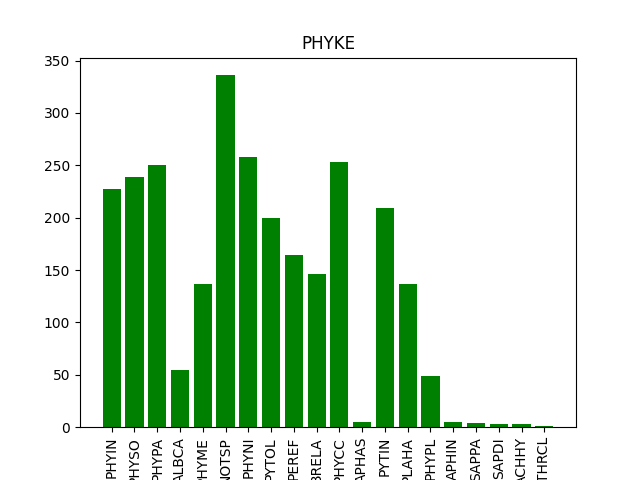 PHYKE
350
300
250
200
150
100
50
0
PHYIN
PHYSO
PHYPA
ALBCA
PHYME
NOTSP
PHYNI
PYTOL
PEREF
BRELA
PHYCC
APHAS
PYTIN
PLAHA
PHYPL
APHIN
SAPPA
SAPDI
ACHHY
THRCL